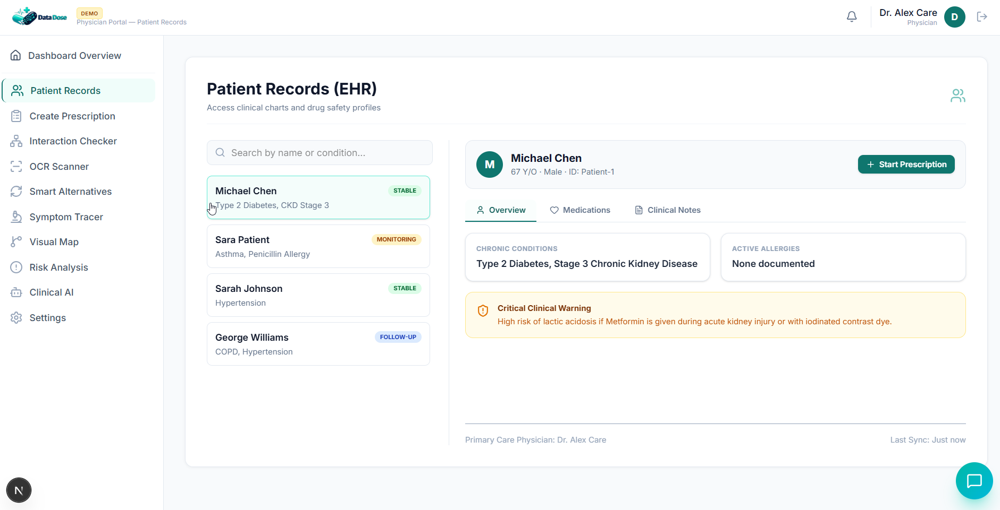 Data Dose
DEMO
Physician Portal — Patient Records
Dr. Alex Care
Physician
D
Dashboard Overview
Patient Records
Create Prescription
Interaction Checker
OCR Scanner
Smart Alternatives
Symptom Tracer
Visual Map
Risk Analysis
Clinical AI
Settings
N
Patient Records (EHR)
Access clinical charts and drug safety profiles
Search by name or condition...
Michael Chen
STABLE
Type 2 Diabetes, CKD Stage 3
Sara Patient
MONITORING
Asthma, Penicillin Allergy
Sarah Johnson
STABLE
Hypertension
George Williams
FOLLOW-UP
COPD, Hypertension
M
Michael Chen
67 Y/O · Male · ID: Patient-1
+ Start Prescription
Overview
Medications
Clinical Notes
CHRONIC CONDITIONS
Type 2 Diabetes, Stage 3 Chronic Kidney Disease
ACTIVE ALLERGIES
None documented
Critical Clinical Warning
High risk of lactic acidosis if Metformin is given during acute kidney injury or with iodinated contrast dye.
Primary Care Physician: Dr. Alex Care
Last Sync: Just now